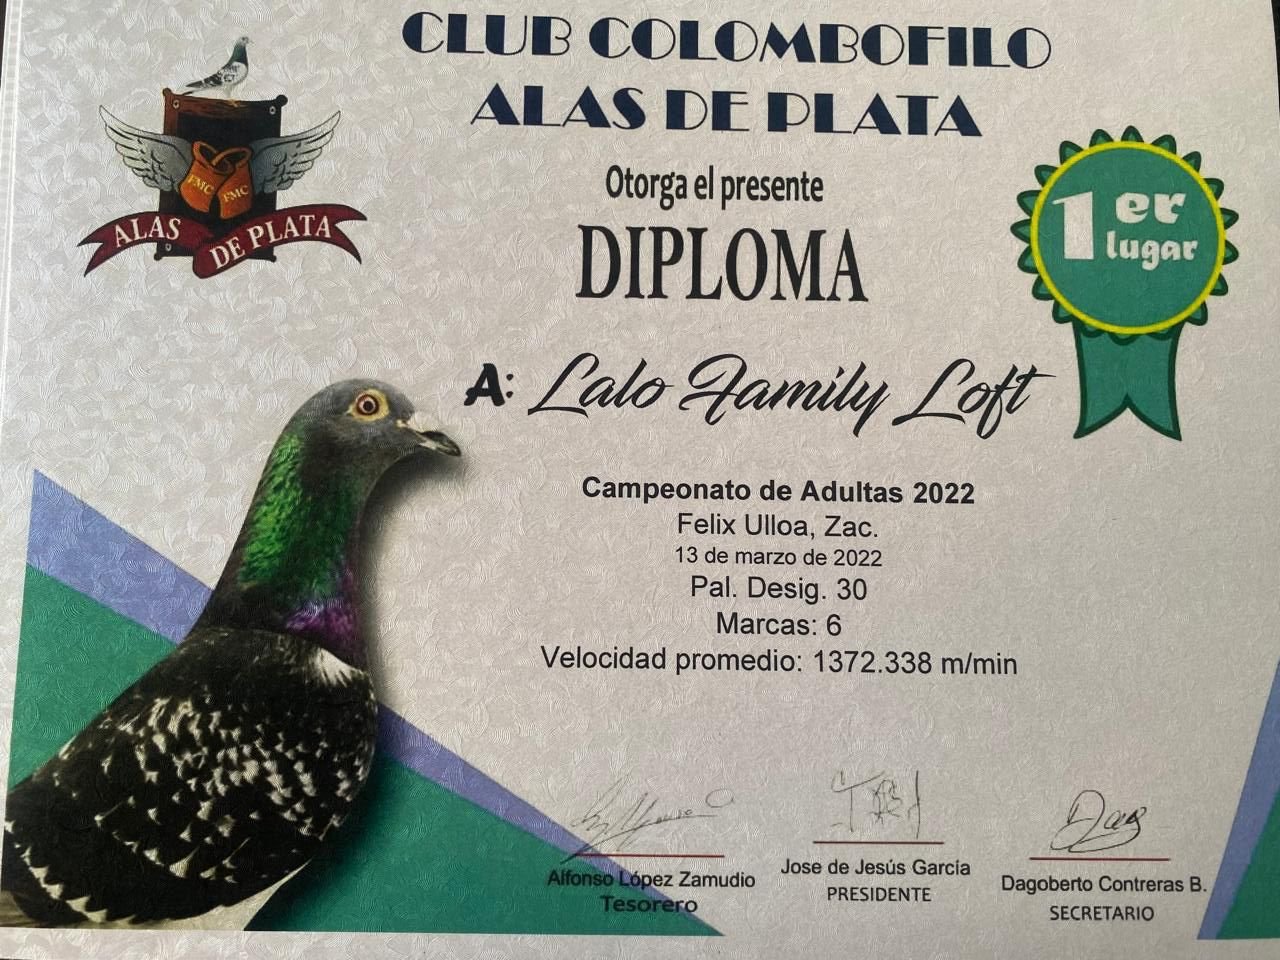 CLUB COLOMBOFILO
ALAS DE PLATA
FMC FMC
ALAS DE PLATA
Otorga el presente
DIPLOMA
1er lugar
A: Lalo Family Loft
Campeonato de Adultas 2022
Felix Ulloa, Zac.
13 de marzo de 2022
Pal. Desig. 30
Marcas: 6
Velocidad promedio: 1372.338 m/min
Alfonso López Zamudio
Tesorero
Jose de Jesús García
PRESIDENTE
Dagoberto Contreras B.
SECRETARIO